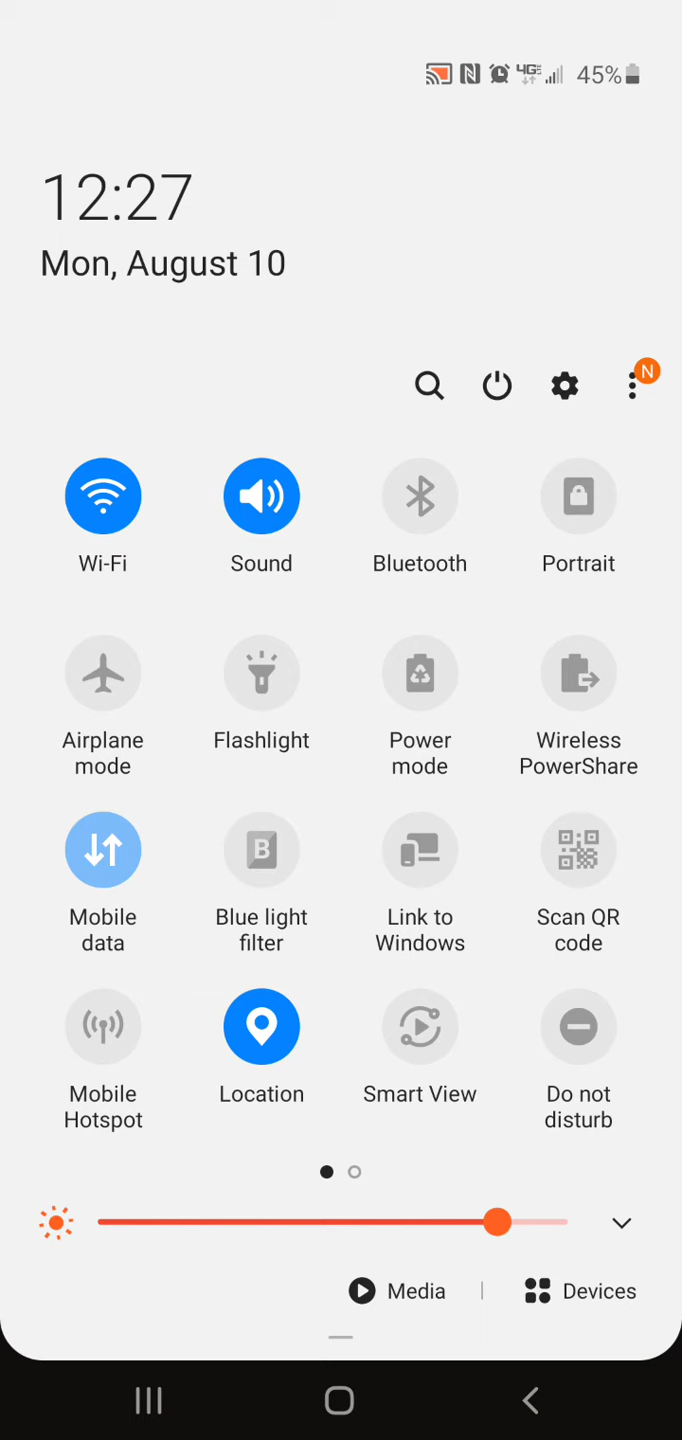 4GE 45%
12:27
Mon, August 10
N
Wi-Fi Sound Bluetooth Portrait
Airplane mode Flashlight Power mode Wireless PowerShare
Mobile data Blue light filter Link to Windows Scan QR code
B
Mobile Hotspot Location Smart View Do not disturb
Media | Devices